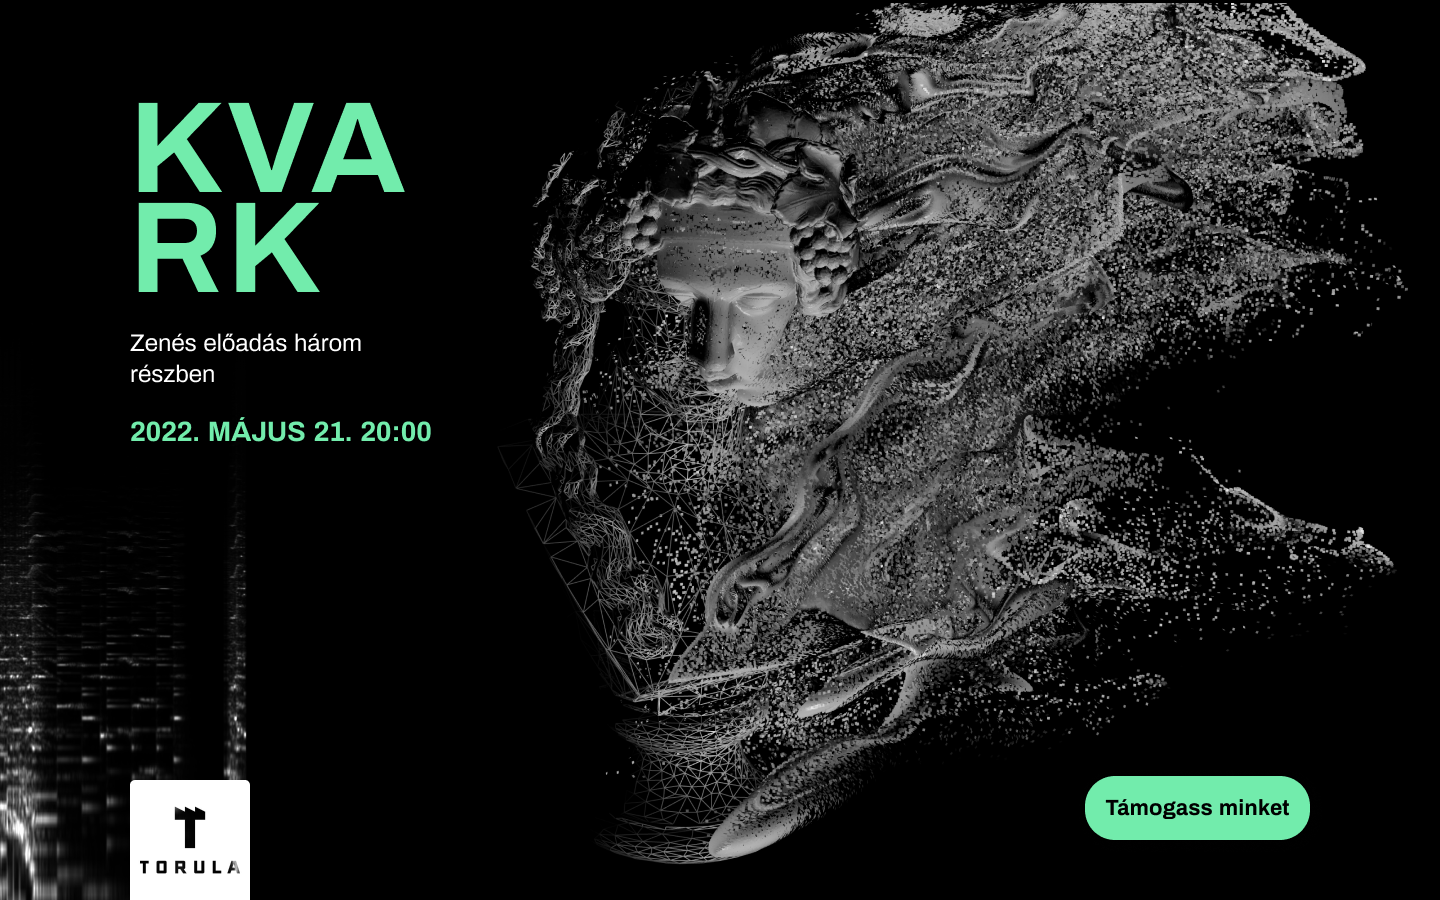 KVA
RK
Zenés előadás három
részben
2022. MÁJUS 21. 20:00
TORULA
Támogass minket